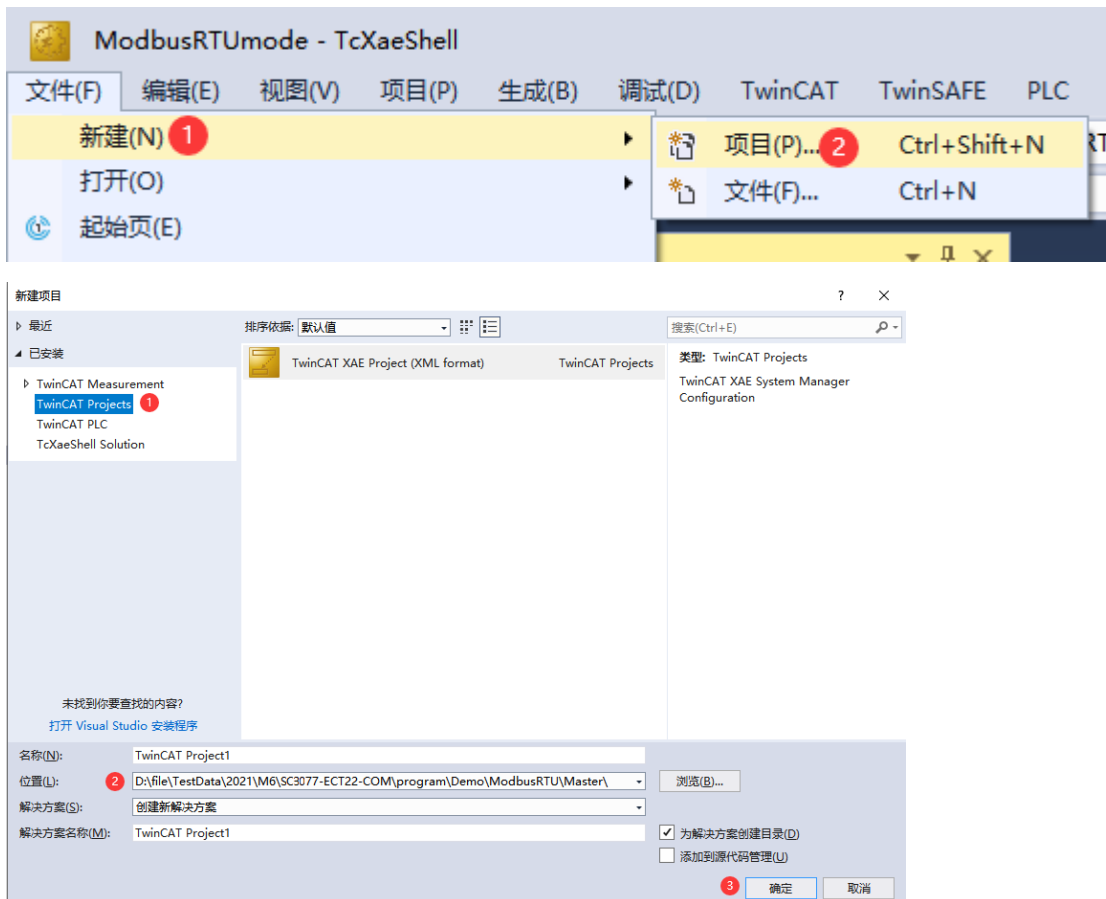 ModbusRTUmode - TcXaeShell
文件(F) 编辑(E) 视图(V) 项目(P) 生成(B) 调试(D) TwinCAT TwinSAFE PLC
新建(N) 1
项目(P)... 2 Ctrl+Shift+N
打开(O)
文件(F)... Ctrl+N
起始页(E)
新建项目 ?
最近
排序依据: 默认值
搜索(Ctrl+E)
已安装
TwinCAT XAE Project (XML format) TwinCAT Projects
类型: TwinCAT Projects
TwinCAT Measurement
TwinCAT XAE System Manager
TwinCAT Projects 1
Configuration
TwinCAT PLC
TcXaeShell Solution
未找到你要查找的内容?
打开 Visual Studio 安装程序
名称(N): TwinCAT Project1
位置(L): 2 D:\file\TestData\2021\M6\SC3077-ECT22-COM\program\Demo\ModbusRTU\Master\ 浏览(B)...
解决方案(S): 创建新解决方案
解决方案名称(M): TwinCAT Project1
为解决方案创建目录(D)
添加到源代码管理(U)
3 确定 取消